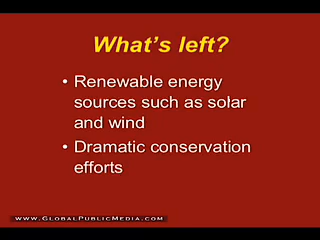 What's left?
• Renewable energy
sources such as solar
and wind
• Dramatic conservation
efforts
www.GlobalPublicMedia.com